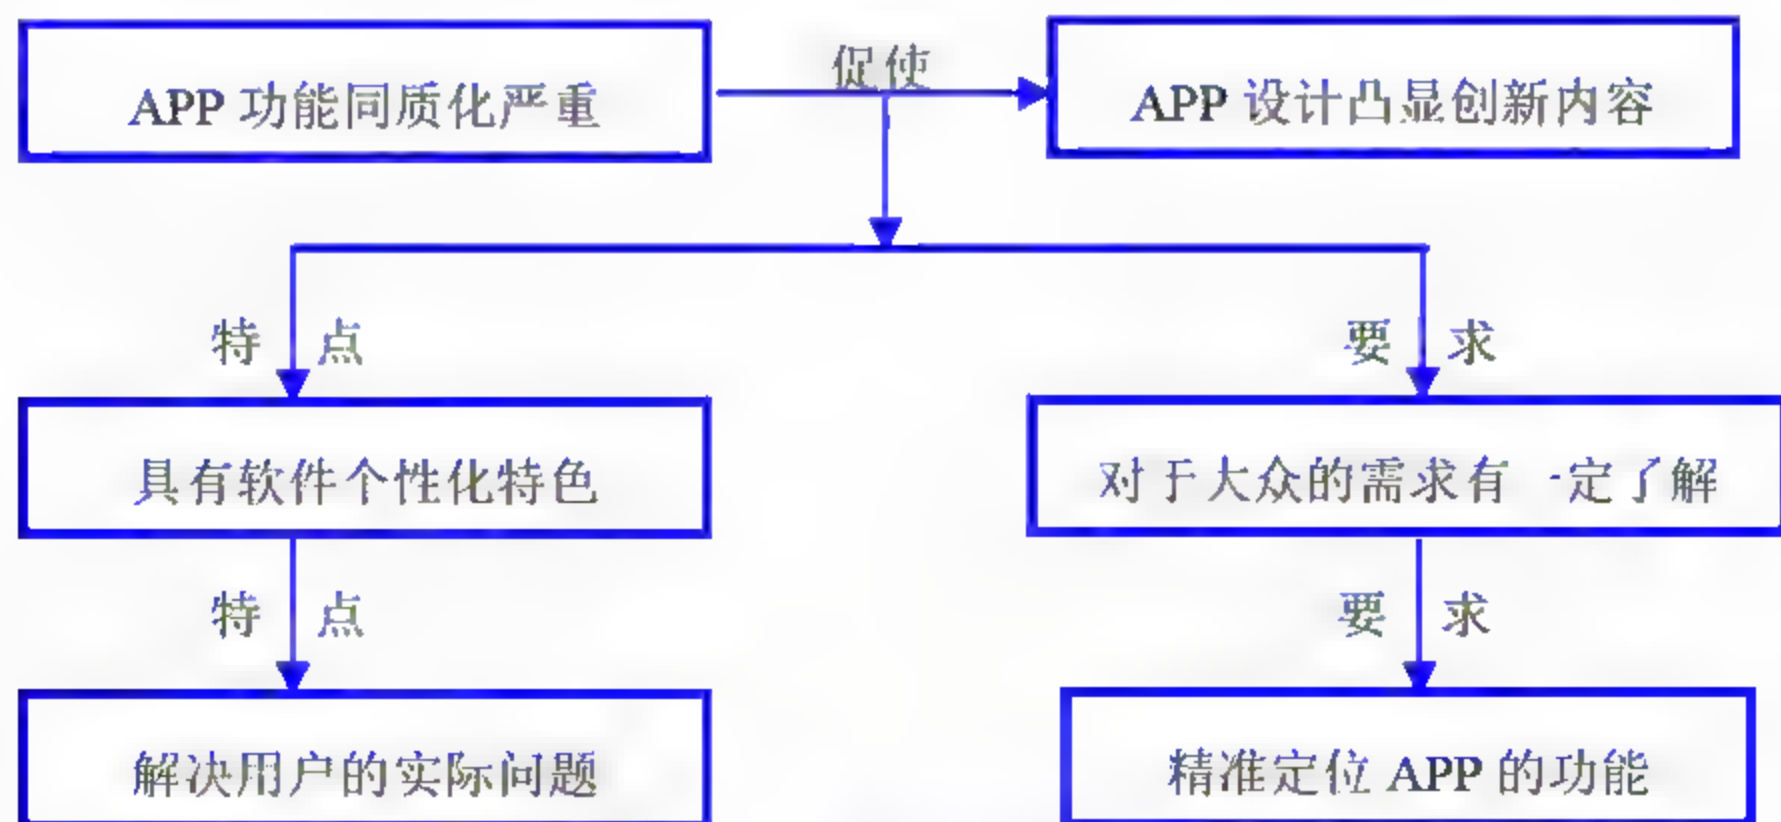 促使
APP 功能同质化严重
APP 设计凸显创新内容
特 点
要 求
具有软件个性化特色
对于大众的需求有一定了解
特 点
要 求
解决用户的实际问题
精准定位 APP 的功能